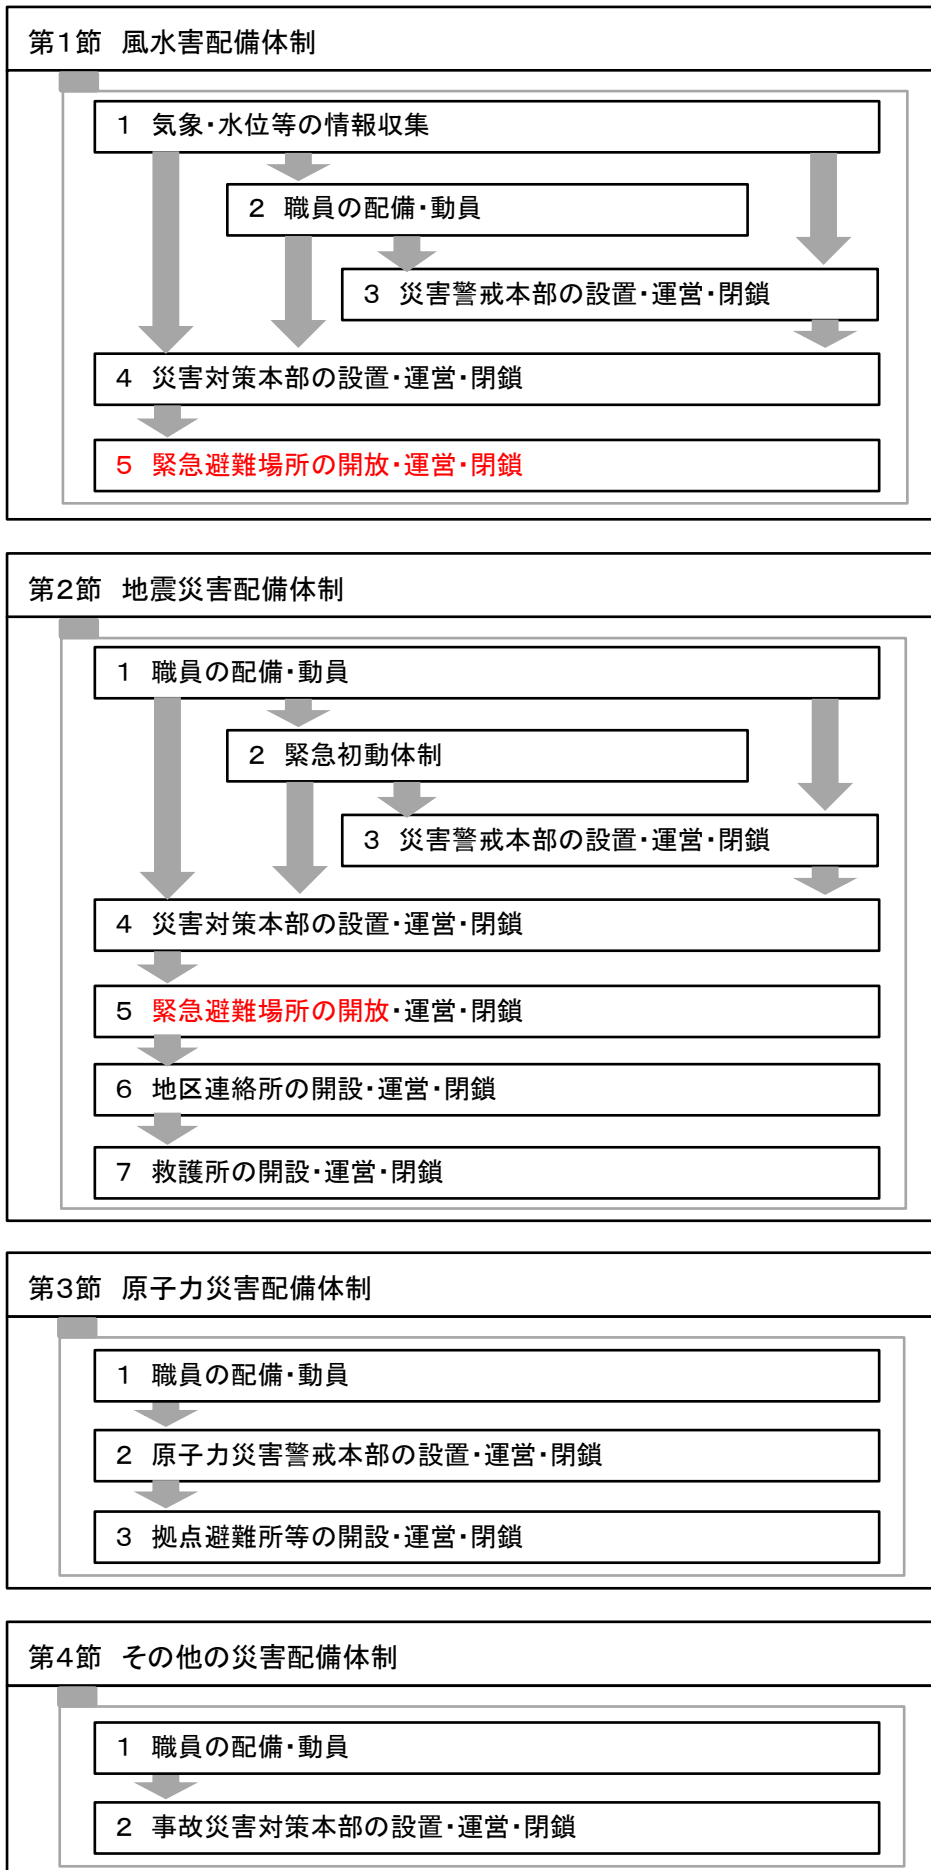 第1節 風水害配備体制
1 気象・水位等の情報収集
2 職員の配備・動員
3 災害警戒本部の設置・運営・閉鎖
4 災害対策本部の設置・運営・閉鎖
5 緊急避難場所の開放・運営・閉鎖
第2節 地震災害配備体制
1 職員の配備・動員
2 緊急初動体制
3 災害警戒本部の設置・運営・閉鎖
4 災害対策本部の設置・運営・閉鎖
5 緊急避難場所の開放・運営・閉鎖
6 地区連絡所の開設・運営・閉鎖
7 救護所の開設・運営・閉鎖
第3節 原子力災害配備体制
1 職員の配備・動員
2 原子力災害警戒本部の設置・運営・閉鎖
3 拠点避難所等の開設・運営・閉鎖
第4節 その他の災害配備体制
1 職員の配備・動員
2 事故災害対策本部の設置・運営・閉鎖